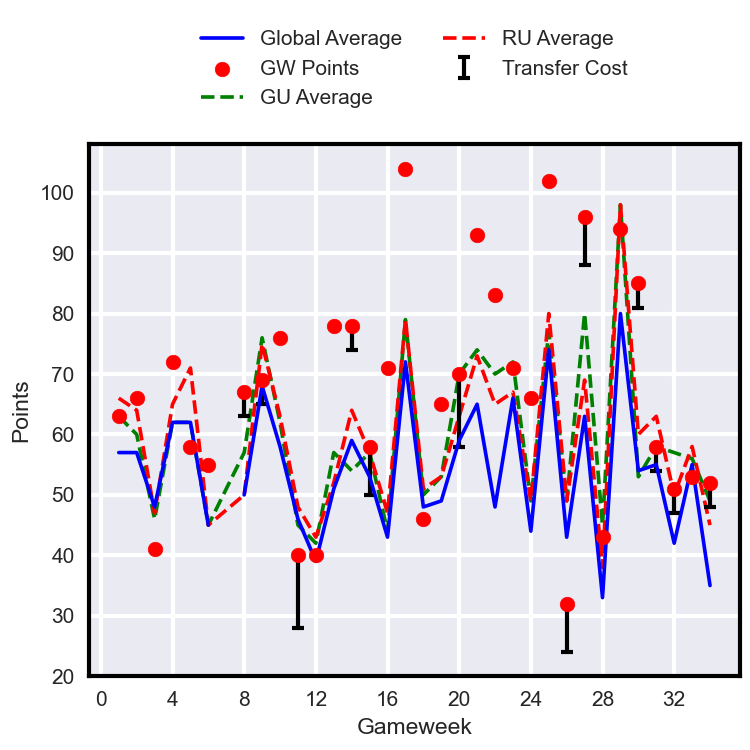 Global Average
GW Points
GU Average
RU Average
Transfer Cost
100
90
80
70
60
50
40
30
20
Points
0 4 8 12 16 20 24 28 32
Gameweek